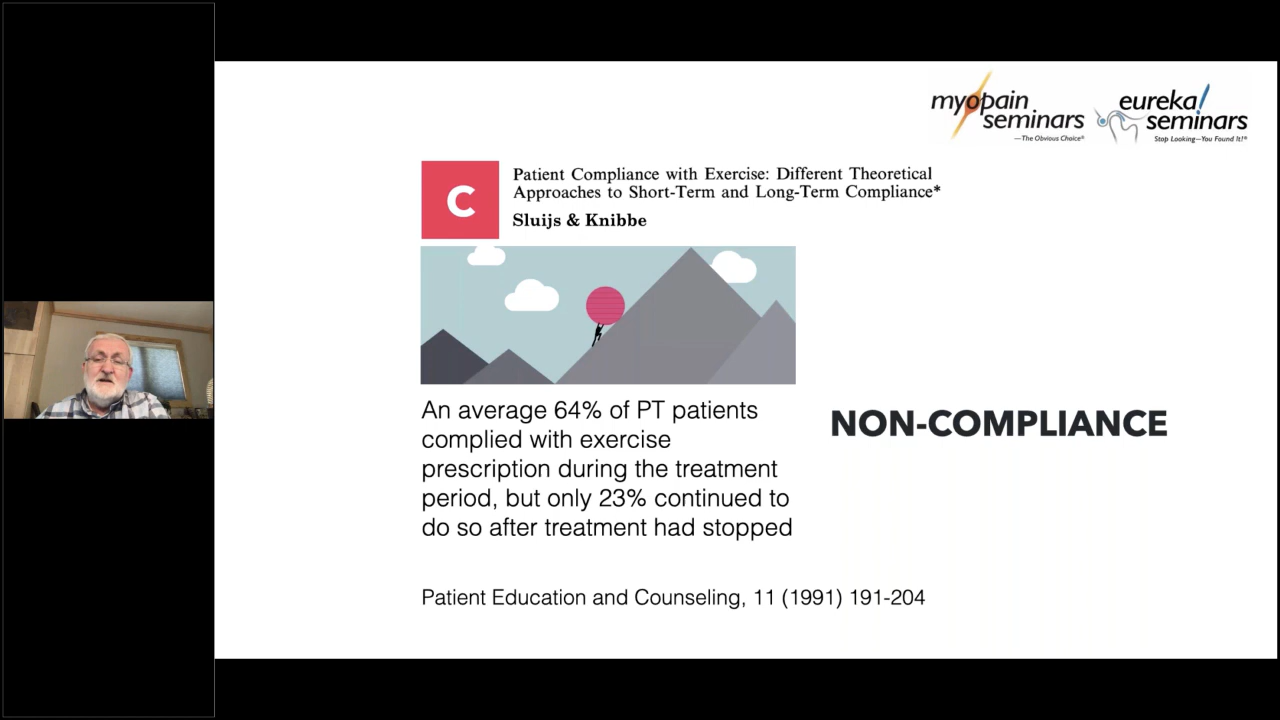 myopain
seminars
—The Obvious Choice®
eureka!
seminars
Stop Looking—You Found It!®
C
Patient Compliance with Exercise: Different Theoretical
Approaches to Short-Term and Long-Term Compliance*
Sluijs & Knibbe
An average 64% of PT patients
complied with exercise
prescription during the treatment
period, but only 23% continued to
do so after treatment had stopped
NON-COMPLIANCE
Patient Education and Counseling, 11 (1991) 191-204